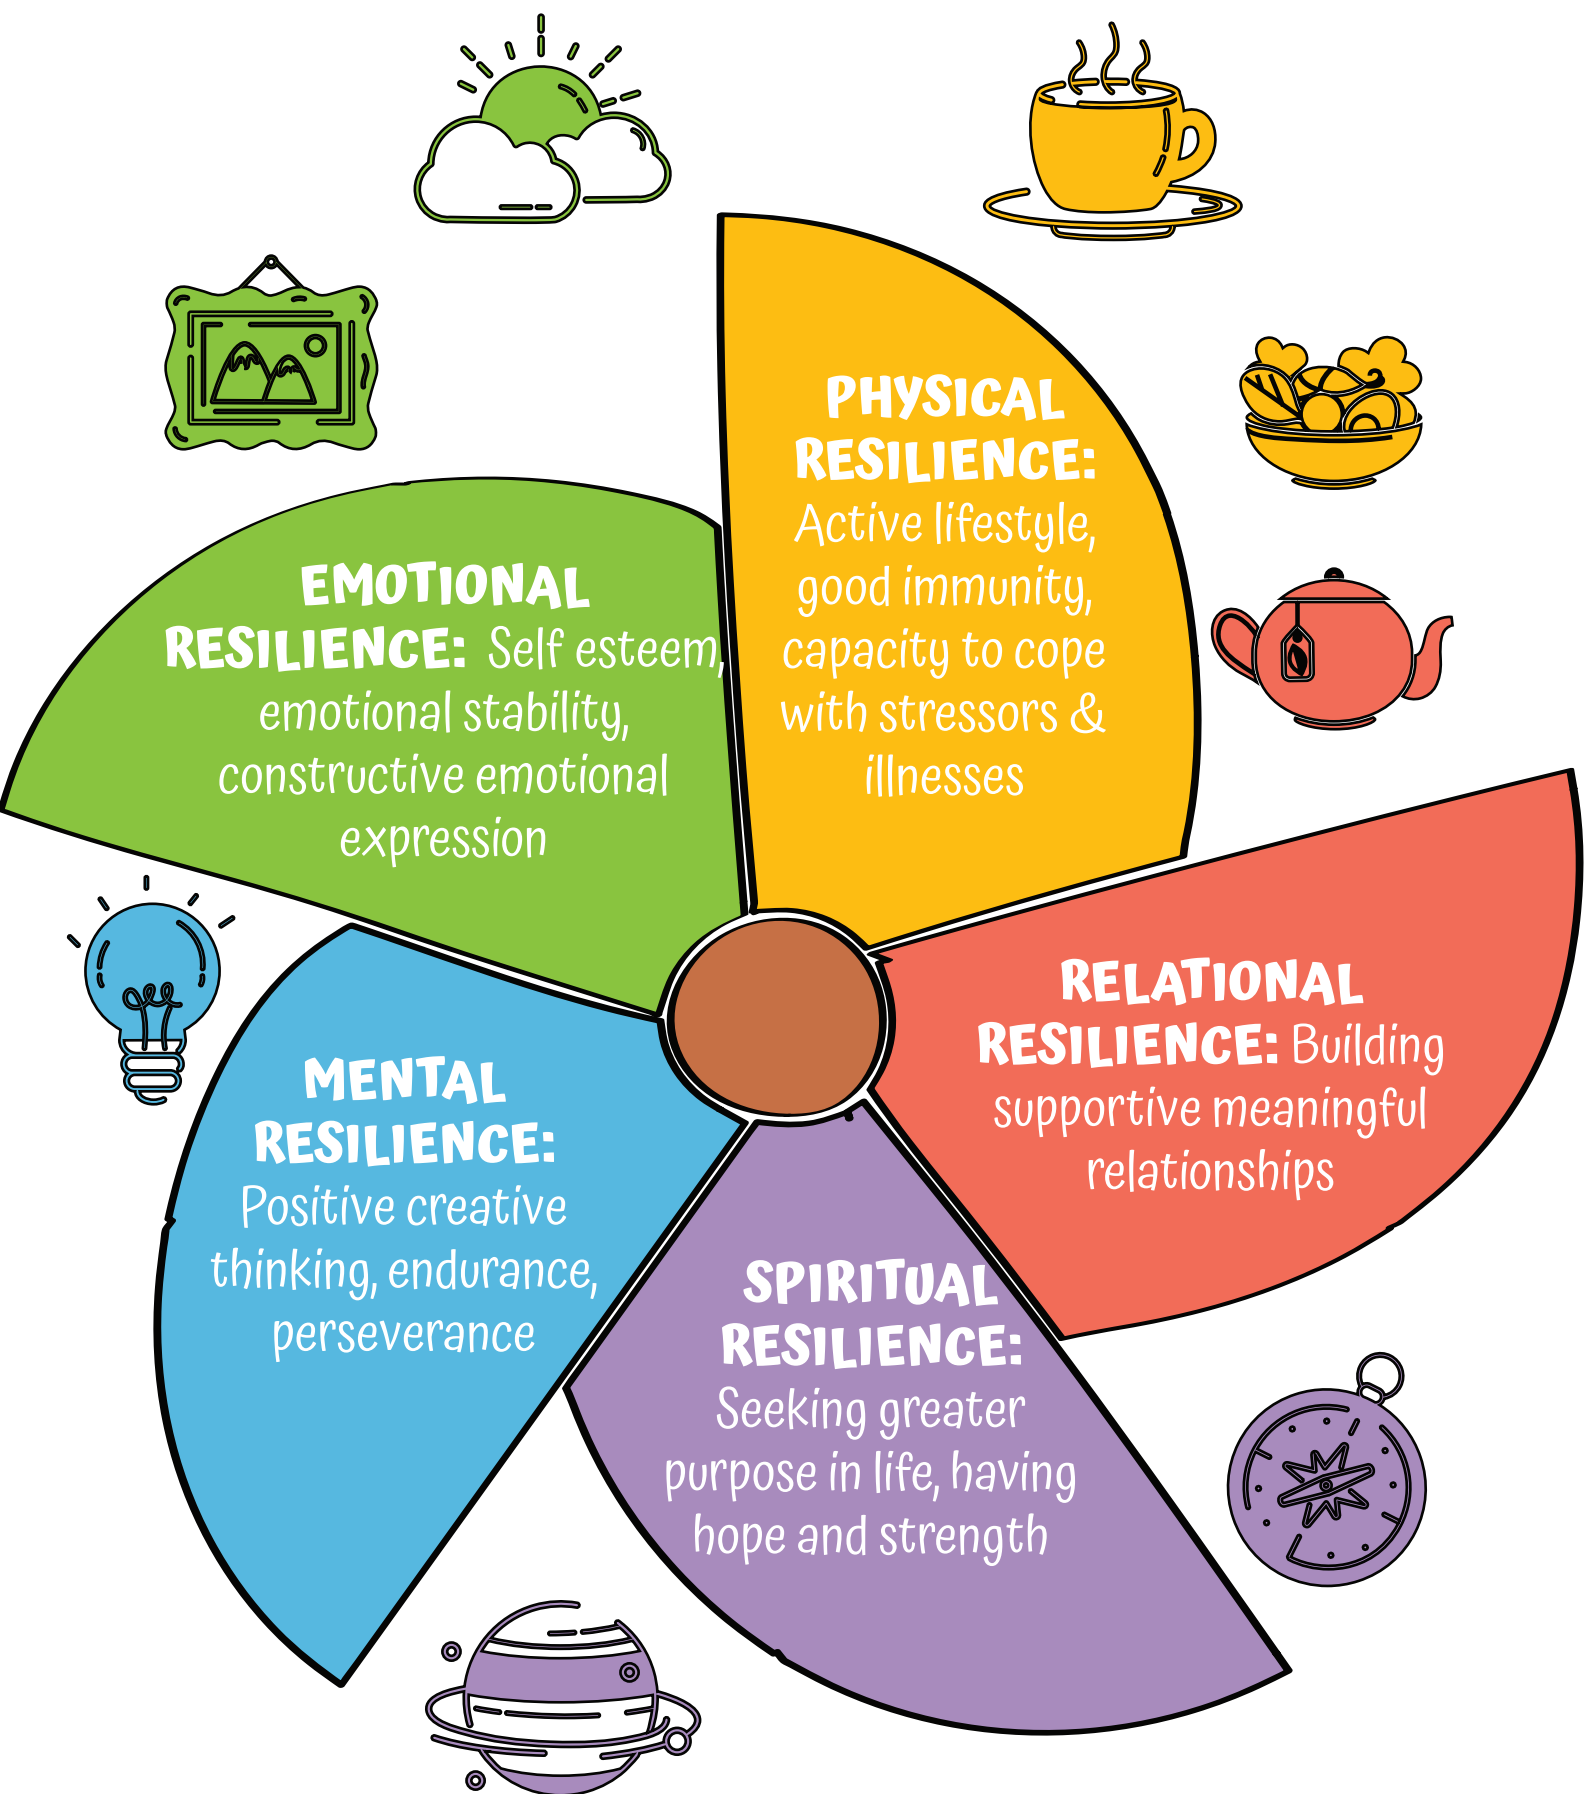 PHYSICAL
RESILIENCE:
Active lifestyle,
good immunity,
capacity to cope
with stressors &
illnesses
EMOTIONAL
RESILIENCE: Self esteem,
emotional stability,
constructive emotional
expression
RELATIONAL
RESILIENCE: Building
supportive meaningful
relationships
MENTAL
RESILIENCE:
Positive creative
thinking, endurance,
perseverance
SPIRITUAL
RESILIENCE:
Seeking greater
purpose in life, having
hope and strength